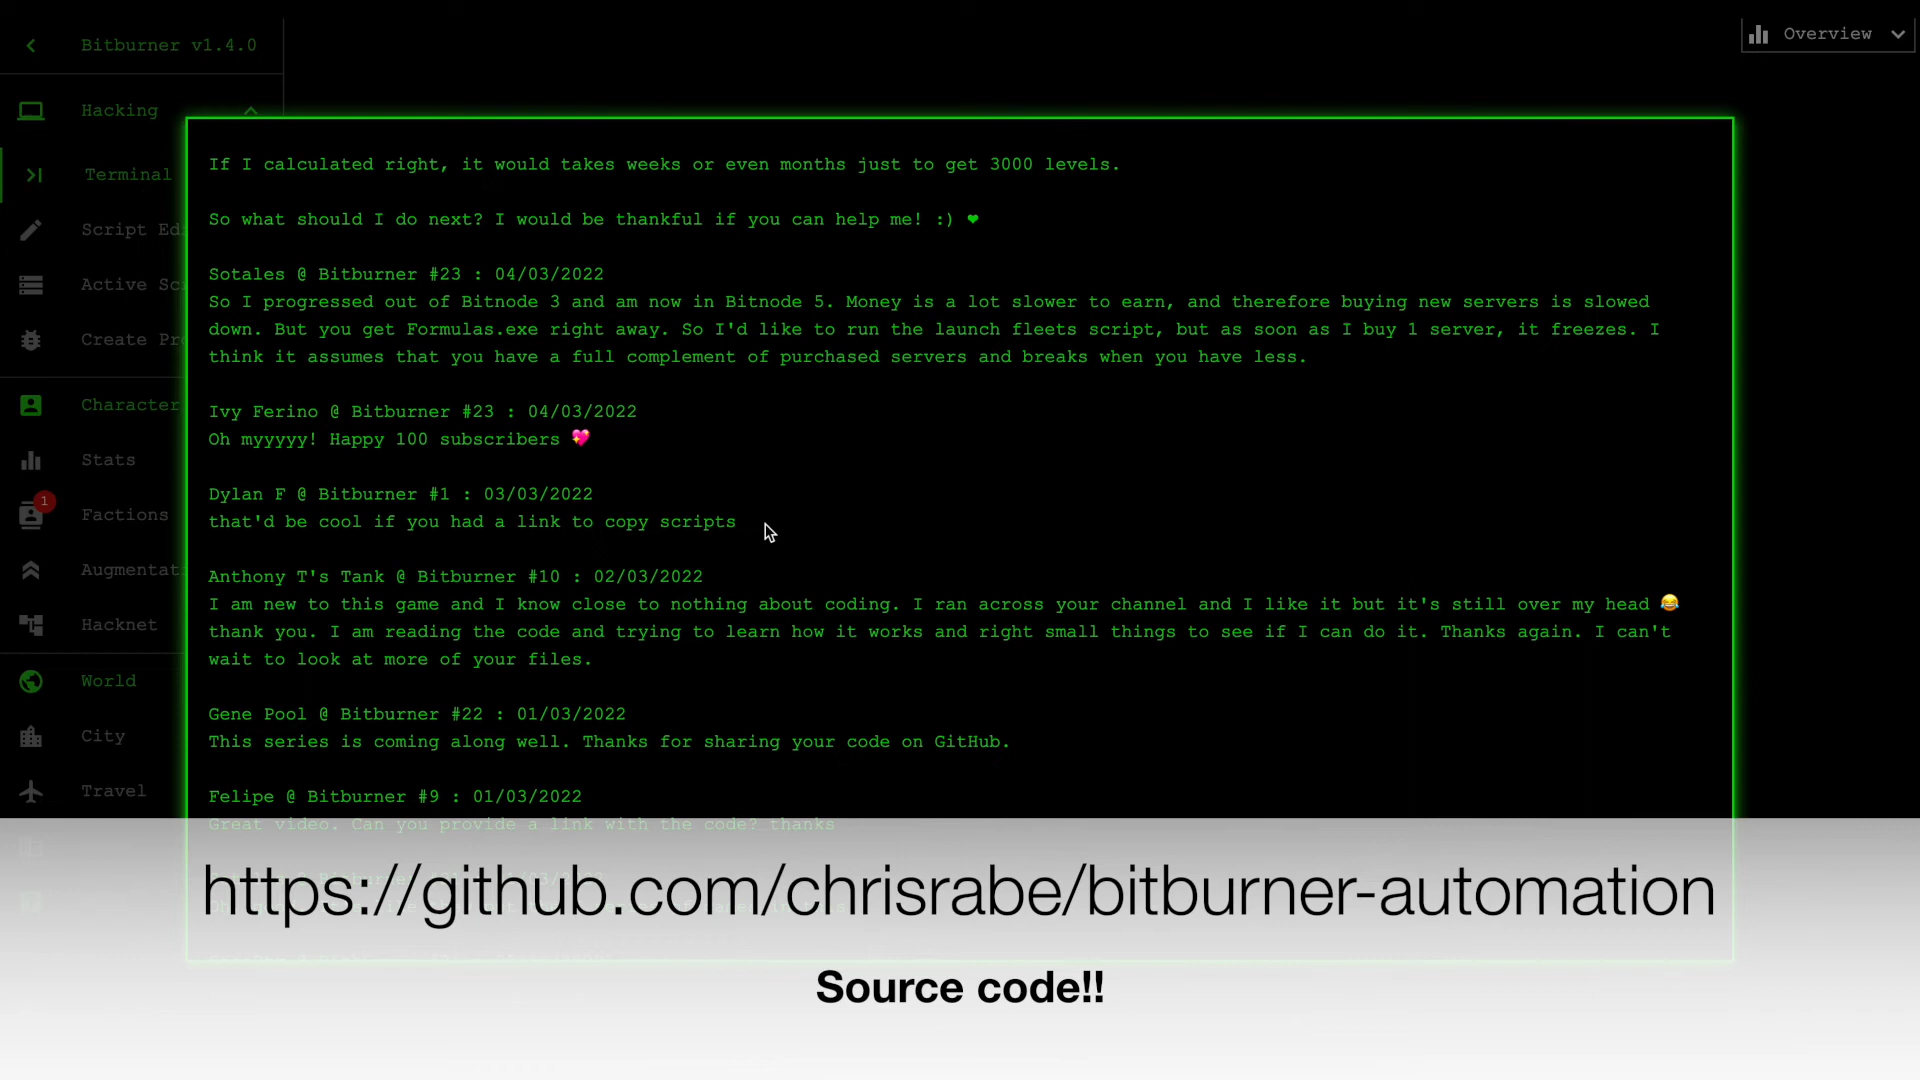 Bitburner v1.4.0
Overview
Hacking
Terminal
Script Ed
Active Sc
Create Pr
Character
Stats
1
Factions
Augmentat
Hacknet
World
City
Travel
If I calculated right, it would takes weeks or even months just to get 3000 levels.
So what should I do next? I would be thankful if you can help me! :) ❤
Sotales @ Bitburner #23 : 04/03/2022
So I progressed out of Bitnode 3 and am now in Bitnode 5. Money is a lot slower to earn, and therefore buying new servers is slowed
down. But you get Formulas.exe right away. So I'd like to run the launch fleets script, but as soon as I buy 1 server, it freezes. I
think it assumes that you have a full complement of purchased servers and breaks when you have less.
Ivy Ferino @ Bitburner #23 : 04/03/2022
Oh myyyyy! Happy 100 subscribers 💖
Dylan F @ Bitburner #1 : 03/03/2022
that'd be cool if you had a link to copy scripts
Anthony T's Tank @ Bitburner #10 : 02/03/2022
I am new to this game and I know close to nothing about coding. I ran across your channel and I like it but it's still over my head 😂
thank you. I am reading the code and trying to learn how it works and right small things to see if I can do it. Thanks again. I can't
wait to look at more of your files.
Gene Pool @ Bitburner #22 : 01/03/2022
This series is coming along well. Thanks for sharing your code on GitHub.
Felipe @ Bitburner #9 : 01/03/2022
Great video. Can you provide a link with the code? thanks
https://github.com/chrisrabe/bitburner-automation
Source code!!